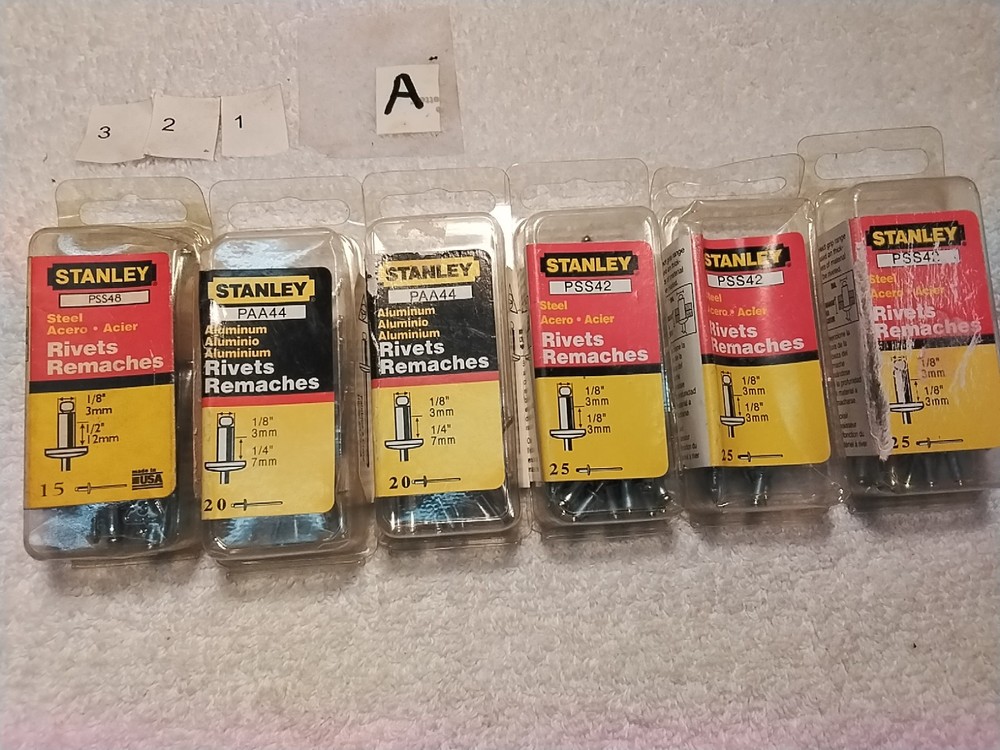 A
3
2
1
STANLEY
PSS48
Steel
Acero • Acier
Rivets
Remaches
1/8"
3mm
1/2"
12mm
made in
USA
15
STANLEY
PAA44
Aluminum
Aluminio
Aluminium
Rivets
Remaches
1/8"
3mm
1/4"
7mm
20
STANLEY
PAA44
Aluminum
Aluminio
Aluminium
Rivets
Remaches
1/8"
3mm
1/4"
7mm
20
STANLEY
PSS42
Steel
Acero • Acier
Rivets
Remaches
1/8"
3mm
1/8"
3mm
25
STANLEY
PSS42
eel
Acero • Acier
Rivets
Remaches
1/8"
3mm
1/8"
3mm
25
STANLEY
Steel
Acero • Acier
Rivets
Remaches
1/8"
3mm
1/8"
3mm
25